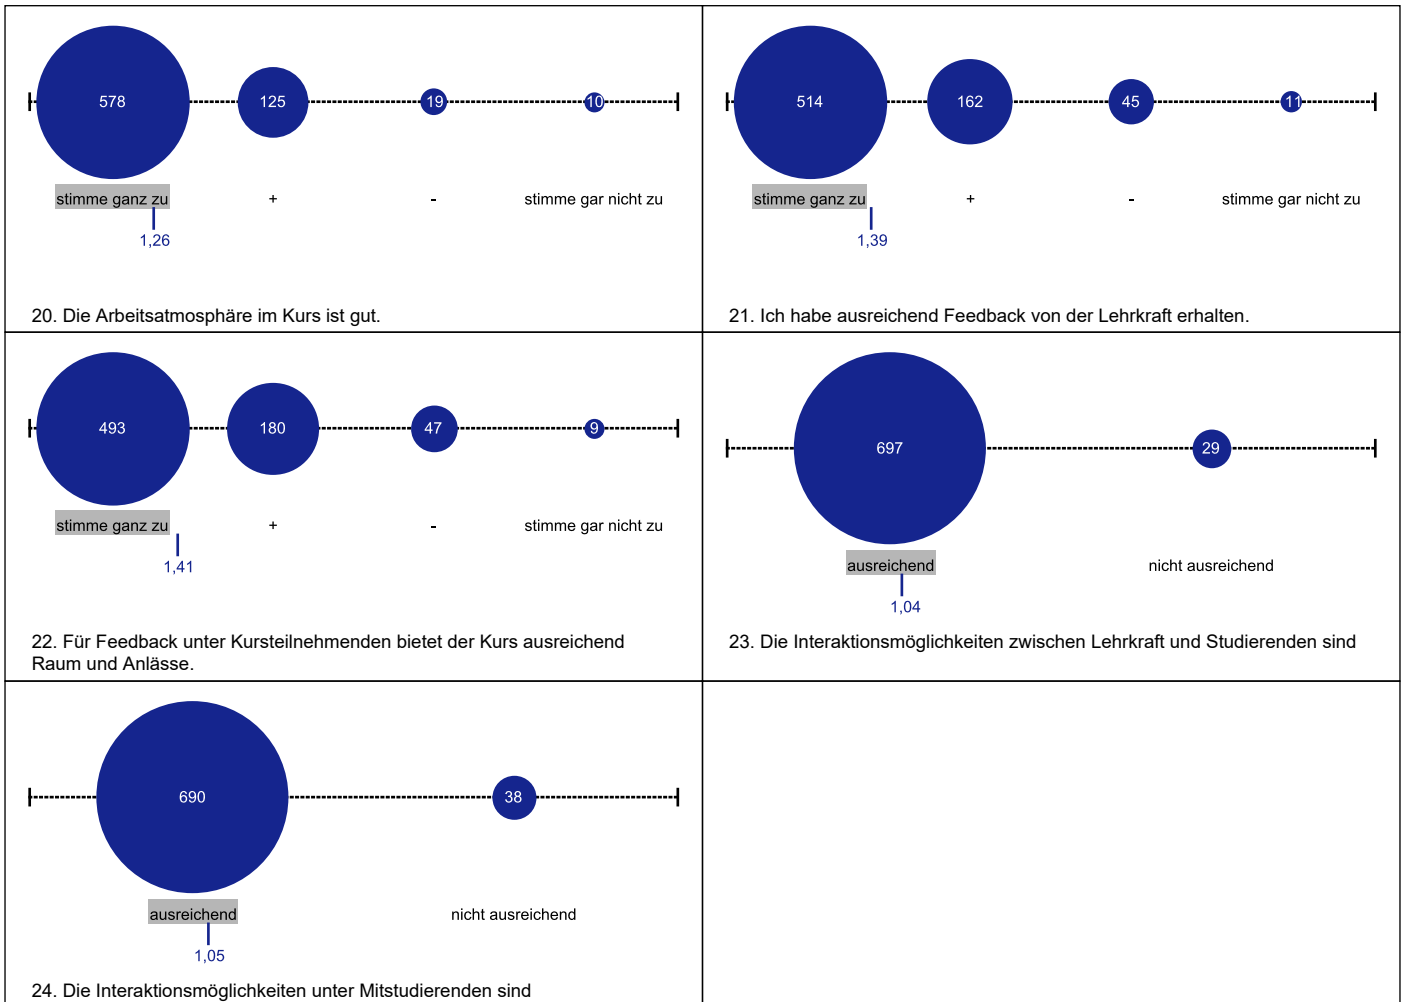 578 125 19 10
stimme ganz zu + - stimme gar nicht zu
1,26
20. Die Arbeitsatmosphäre im Kurs ist gut.
514 162 45 11
stimme ganz zu + - stimme gar nicht zu
1,39
21. Ich habe ausreichend Feedback von der Lehrkraft erhalten.
493 180 47 9
stimme ganz zu + - stimme gar nicht zu
1,41
22. Für Feedback unter Kursteilnehmenden bietet der Kurs ausreichend
Raum und Anlässe.
697 29
ausreichend nicht ausreichend
1,04
23. Die Interaktionsmöglichkeiten zwischen Lehrkraft und Studierenden sind
690 38
ausreichend nicht ausreichend
1,05
24. Die Interaktionsmöglichkeiten unter Mitstudierenden sind